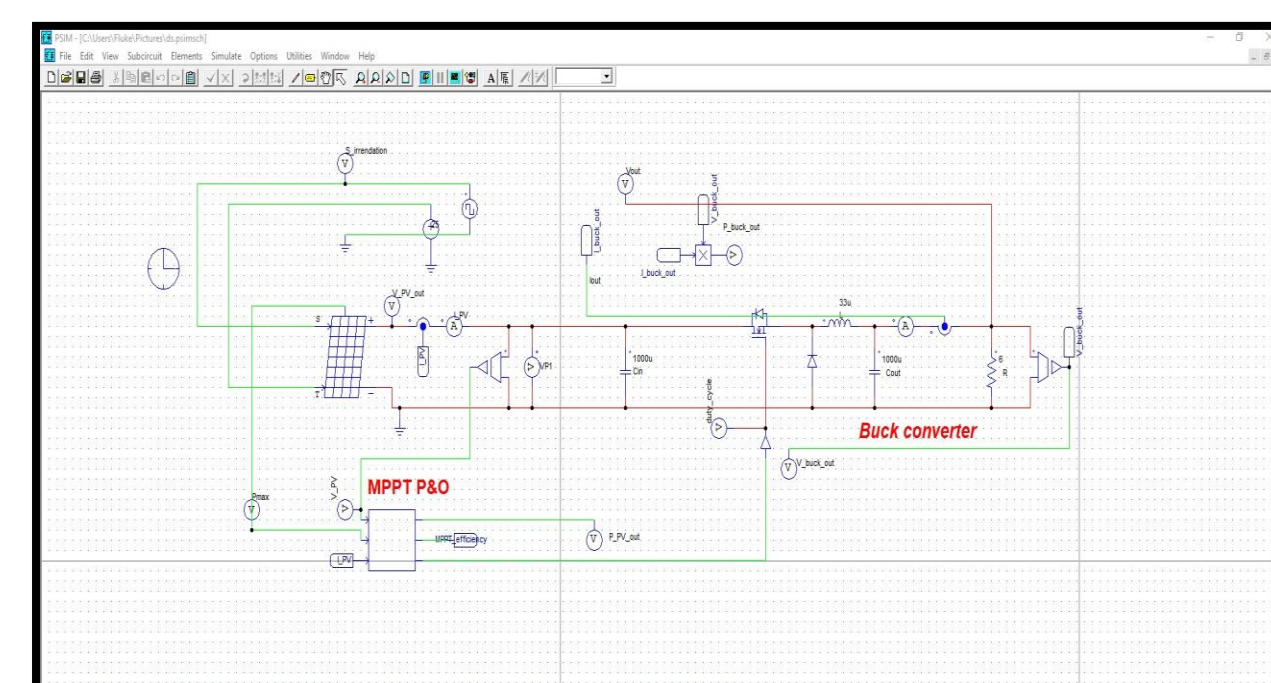 PSIM - [C:\Users\Fluke\Pictures\ds.psimsch]
File Edit View Subcircuit Elements Simulate Options Utilities Window Help
S_irrendation
V
25
Vout
V
V_buck_out
P_buck_out
I_buck_out
I_buck_out
Iout
V_PV_out
V
I_PV
A
I_PV
S
+
T
-
VP1
1000u
Cin
33u
L
A
1000u
Cout
6
R
V_buck_out
duty_cycle
Buck converter
V
V_buck_out
MPPT P&O
Pmax
V
V_PV
MPPT_efficiency
V
P_PV_out
I_PV